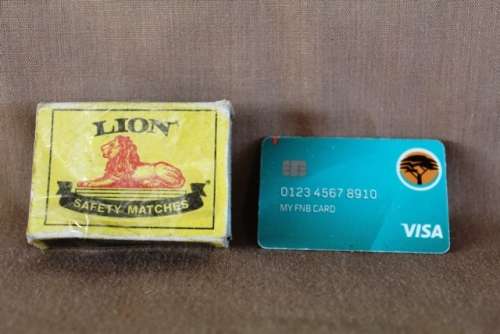 LION
SAFETY MATCHES
0123 4567 8910
MY FNB CARD
VISA